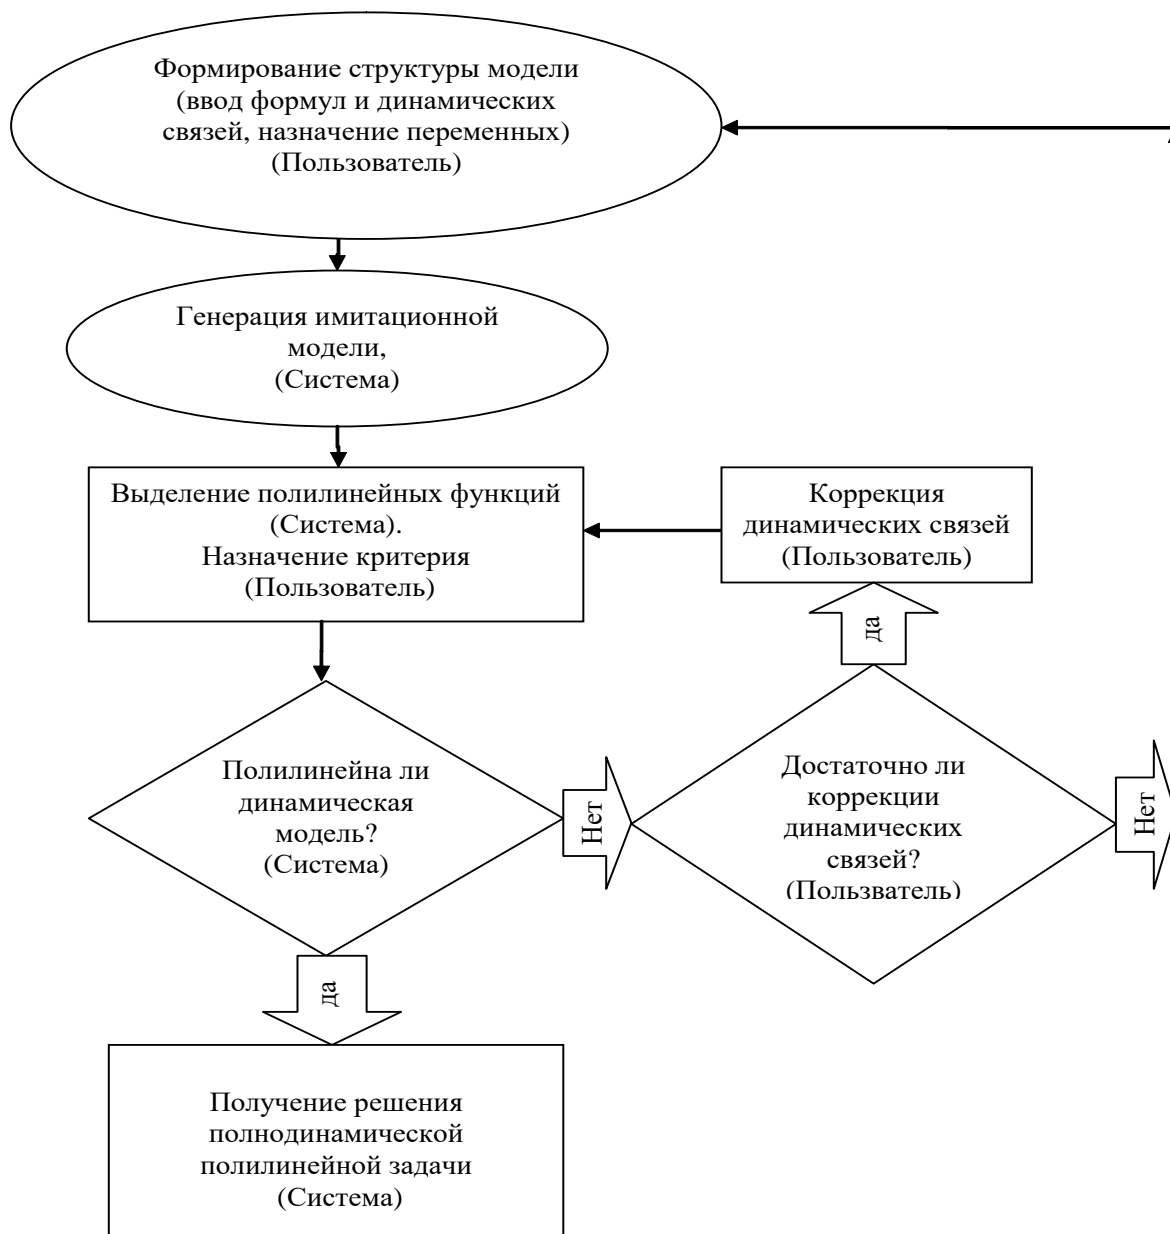 Формирование структуры модели
(ввод формул и динамических
связей, назначение переменных)
(Пользователь)
Генерация имитационной
модели,
(Система)
Выделение полилинейных функций
(Система).
Назначение критерия
(Пользователь)
Коррекция
динамических связей
(Пользователь)
да
Полилинейна ли
динамическая
модель?
(Система)
Нет
Достаточно ли
коррекции
динамических
связей?
(Пользватель)
Нет
да
Получение решения
полнодинамической
полилинейной задачи
(Система)